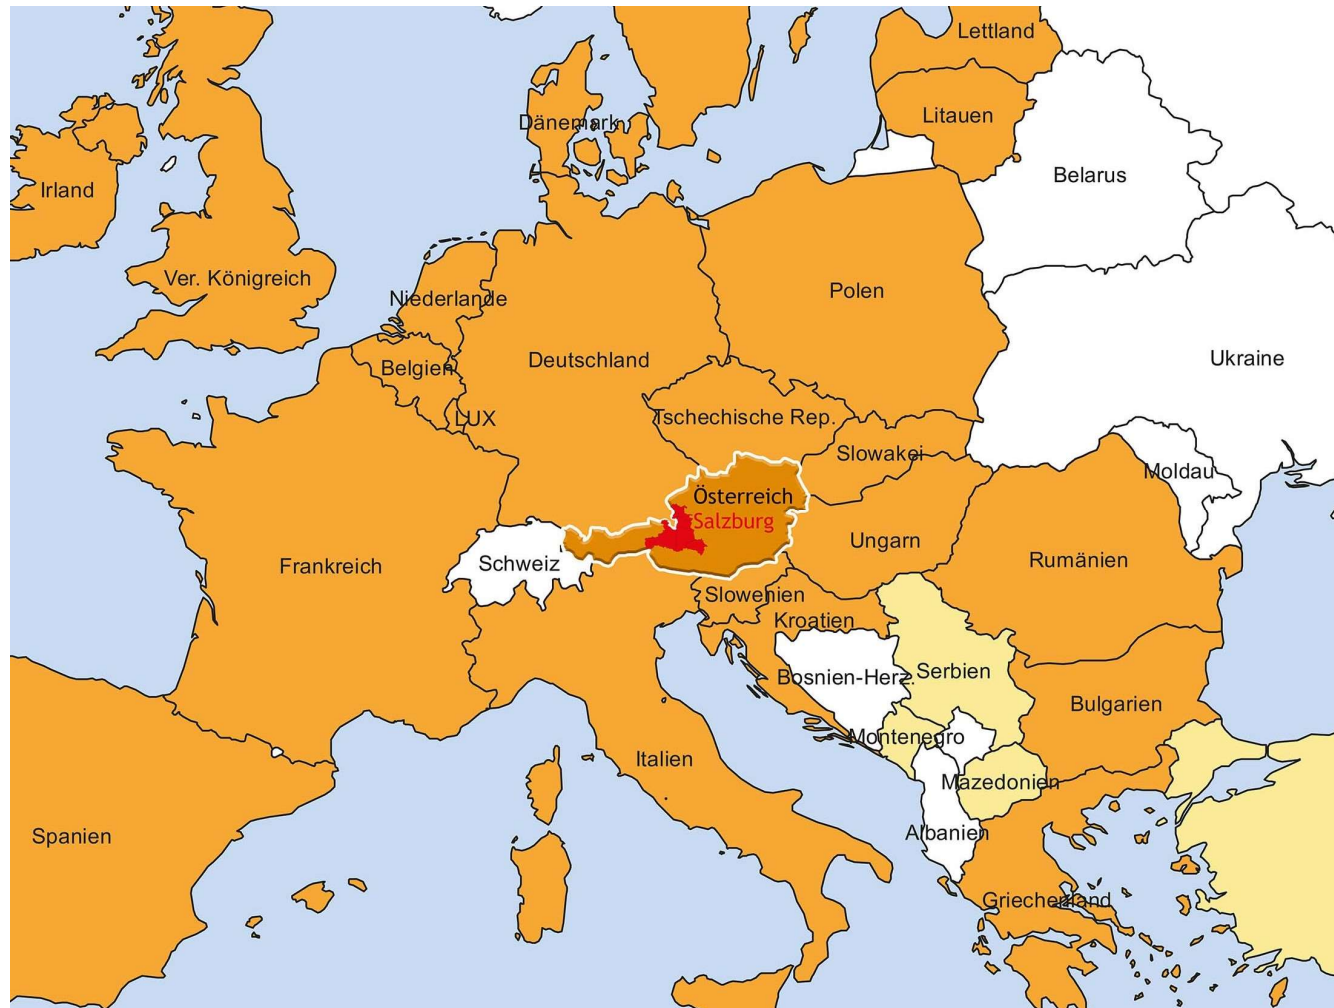 Lettland
Litauen
Dänemark
Belarus
Irland
Ver. Königreich
Polen
Niederlande
Ukraine
Deutschland
Belgien
LUX
Tschechische Rep.
Slowakei
Moldau
Österreich
Salzburg
Ungarn
Rumänien
Schweiz
Frankreich
Slowenien
Kroatien
Serbien
Bosnien-Herz.
Bulgarien
Montenegro
Italien
Mazedonien
Albanien
Spanien
Griechenland